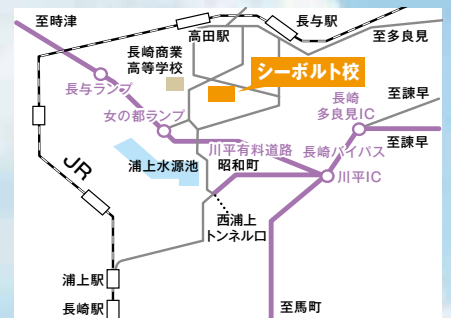 至時津
高田駅
長与駅
至多良見
長崎商業
高等学校
シーボルト校
長与ランプ
長崎
多良見IC
至諫早
女の都ランプ
至諫早
川平有料道路
長崎バイパス
JR
浦上水源池
昭和町
川平IC
西浦上
トンネル口
浦上駅
長崎駅
至馬町